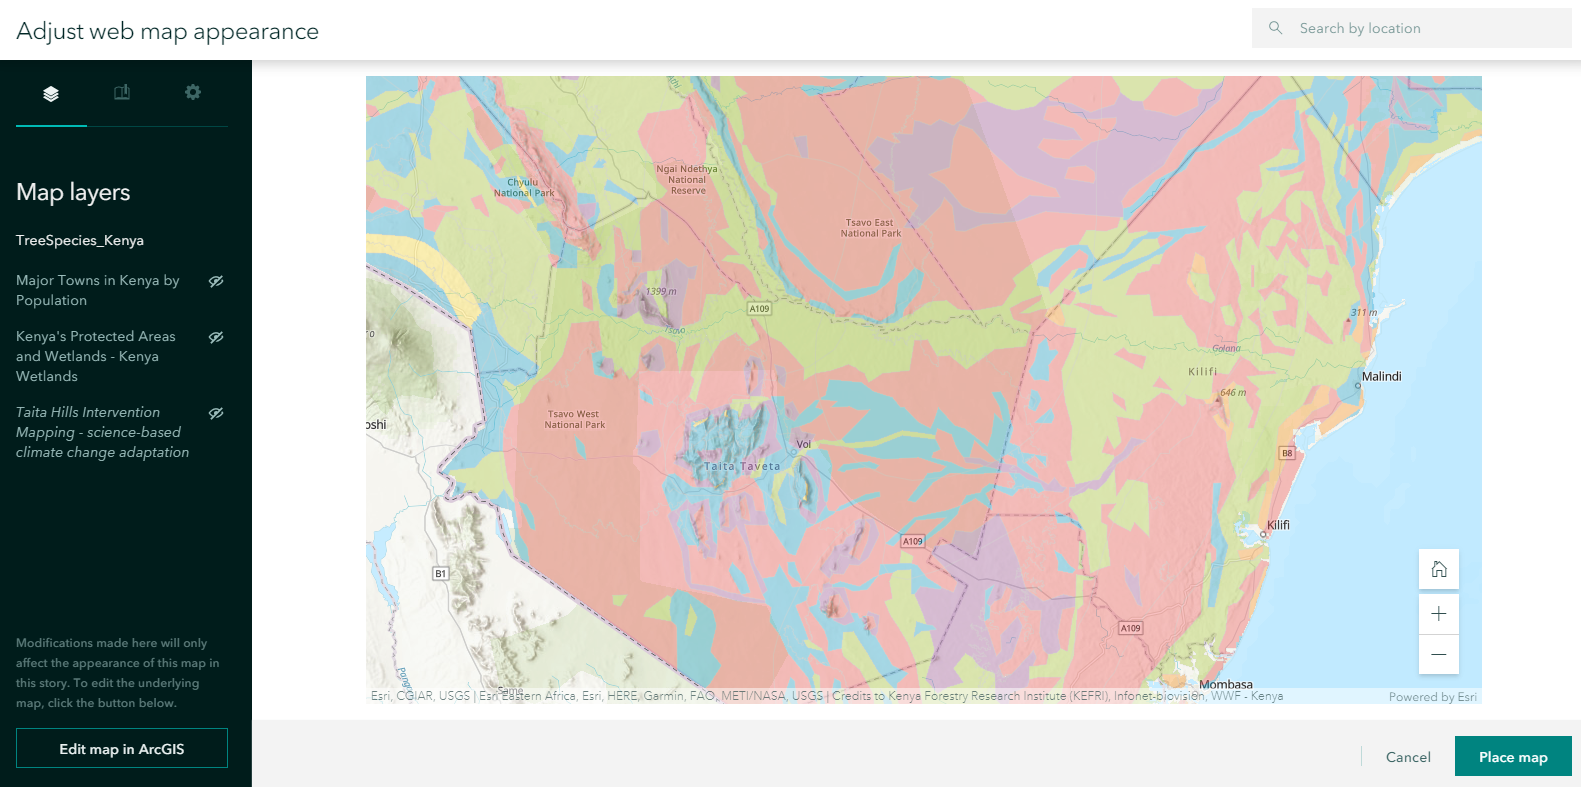 Adjust web map appearance
Search by location
Map layers
TreeSpecies_Kenya
Major Towns in Kenya by
Population
Kenya's Protected Areas
and Wetlands - Kenya
Wetlands
Taita Hills Intervention
Mapping - science-based
climate change adaptation
Modifications made here will only
affect the appearance of this map in
this story. To edit the underlying
map, click the button below.
Edit map in ArcGIS
Chyulu
National Park
Ngai Ndethya
National
Reserve
Tsavo East
National Park
1399 m
A109
Tsavo
311 m
Galana
Kilifi
Malindi
646 m
Tsavo West
National Park
oshi
Voi
Taita Taveta
B8
Kilifi
A109
B1
A109
Mombasa
Same
Esri, CGIAR, USGS | Esri Eastern Africa, Esri, HERE, Garmin, FAO, METI/NASA, USGS | Credits to Kenya Forestry Research Institute (KEFRI), Infonet-biovision, WWF - Kenya
Powered by Esri
Cancel
Place map